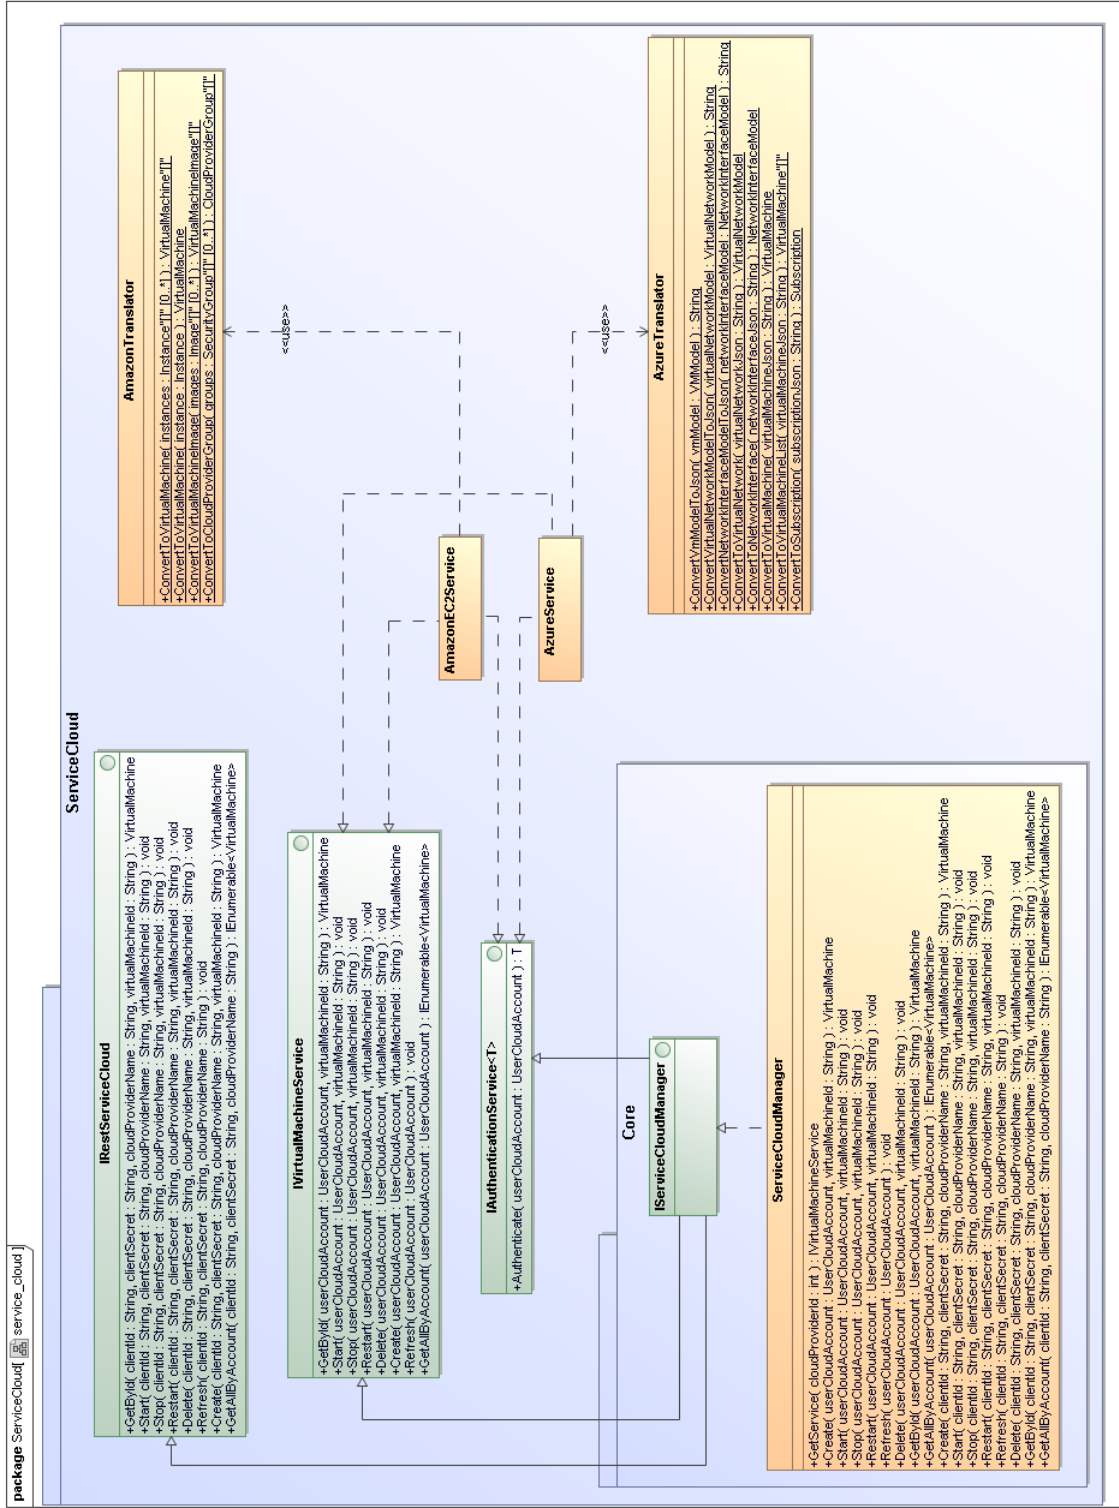 package ServiceCloud[ service_cloud ]
ServiceCloud
IRestServiceCloud
+GetById( clientId : String, clientSecret : String, cloudProviderName : String, virtualMachineId : String ) : VirtualMachine
+Start( clientId : String, clientSecret : String, cloudProviderName : String, virtualMachineId : String ) : void
+Stop( clientId : String, clientSecret : String, cloudProviderName : String, virtualMachineId : String ) : void
+Restart( clientId : String, clientSecret : String, cloudProviderName : String, virtualMachineId : String ) : void
+Delete( clientId : String, clientSecret : String, cloudProviderName : String, virtualMachineId : String ) : void
+Refresh( clientId : String, clientSecret : String, cloudProviderName : String ) : void
+Create( clientId : String, clientSecret : String, cloudProviderName : String, virtualMachineId : String ) : VirtualMachine
+GetAllByAccount( clientId : String, clientSecret : String, cloudProviderName : String ) : IEnumerable<VirtualMachine>
AmazonTranslator
+ConvertToVirtualMachine( instances : Instance"[]" [0..*] ) : VirtualMachine"[]"
+ConvertToVirtualMachine( instance : Instance ) : VirtualMachine
+ConvertToVirtualMachineImage( images : Image"[]" [0..*] ) : VirtualMachineImage"[]"
+ConvertToCloudProviderGroup( groups : SecurityGroup"[]" [0..*] ) : CloudProviderGroup"[]"
<<use>>
IVirtualMachineService
+GetById( userCloudAccount : UserCloudAccount, virtualMachineId : String ) : VirtualMachine
+Start( userCloudAccount : UserCloudAccount, virtualMachineId : String ) : void
+Stop( userCloudAccount : UserCloudAccount, virtualMachineId : String ) : void
+Restart( userCloudAccount : UserCloudAccount, virtualMachineId : String ) : void
+Delete( userCloudAccount : UserCloudAccount, virtualMachineId : String ) : void
+Create( userCloudAccount : UserCloudAccount, virtualMachineId : String ) : VirtualMachine
+Refresh( userCloudAccount : UserCloudAccount ) : void
+GetAllByAccount( userCloudAccount : UserCloudAccount ) : IEnumerable<VirtualMachine>
AmazonEC2Service
IAuthenticationService<T>
+Authenticate( userCloudAccount : UserCloudAccount ) : T
AzureService
<<use>>
Core
IServiceCloudManager
AzureTranslator
+ConvertVmModelToJson( vmModel : VMModel ) : String
+ConvertVirtualNetworkModelToJson( virtualNetworkModel : VirtualNetworkModel ) : String
+ConvertNetworkInterfaceModelToJson( networkInterfaceModel : NetworkInterfaceModel ) : String
+ConvertToVirtualNetwork( virtualNetworkJson : String ) : VirtualNetworkModel
+ConvertToNetworkInterface( networkInterfaceJson : String ) : NetworkInterfaceModel
+ConvertToVirtualMachine( virtualMachineJson : String ) : VirtualMachine
+ConvertToVirtualMachineList( virtualMachineJson : String ) : VirtualMachine"[]"
+ConvertToSubscription( subscriptionJson : String ) : Subscription
ServiceCloudManager
+GetService( cloudProviderId : int ) : IVirtualMachineService
+Create( userCloudAccount : UserCloudAccount, virtualMachineId : String ) : VirtualMachine
+Start( userCloudAccount : UserCloudAccount, virtualMachineId : String ) : void
+Stop( userCloudAccount : UserCloudAccount, virtualMachineId : String ) : void
+Restart( userCloudAccount : UserCloudAccount, virtualMachineId : String ) : void
+Refresh( userCloudAccount : UserCloudAccount ) : void
+Delete( userCloudAccount : UserCloudAccount, virtualMachineId : String ) : void
+GetById( userCloudAccount : UserCloudAccount, virtualMachineId : String ) : VirtualMachine
+GetAllByAccount( userCloudAccount : UserCloudAccount ) : IEnumerable<VirtualMachine>
+Create( clientId : String, clientSecret : String, cloudProviderName : String, virtualMachineId : String ) : VirtualMachine
+Start( clientId : String, clientSecret : String, cloudProviderName : String, virtualMachineId : String ) : void
+Stop( clientId : String, clientSecret : String, cloudProviderName : String, virtualMachineId : String ) : void
+Restart( clientId : String, clientSecret : String, cloudProviderName : String, virtualMachineId : String ) : void
+Refresh( clientId : String, clientSecret : String, cloudProviderName : String ) : void
+Delete( clientId : String, clientSecret : String, cloudProviderName : String, virtualMachineId : String ) : void
+GetById( clientId : String, clientSecret : String, cloudProviderName : String, virtualMachineId : String ) : VirtualMachine
+GetAllByAccount( clientId : String, clientSecret : String, cloudProviderName : String ) : IEnumerable<VirtualMachine>